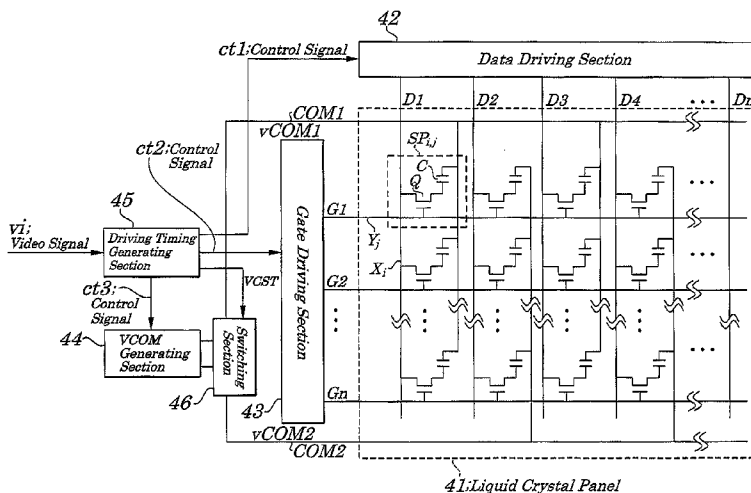 42
ct1;Control Signal
Data Driving Section
D1 D2 D3 D4 ... Dm
COM1
vCOM1
ct2;Control
Signal
SPi,j
C
Q
45
vi;
Video Signal
Driving Timing
Generating
Section
Gate Driving Section
G1
Yj
Xi
VCST
G2
ct3;
Control
Signal
44
VCOM
Generating
Section
Switching
Section
46
43
Gn
vCOM2
COM2
41;Liquid Crystal Panel